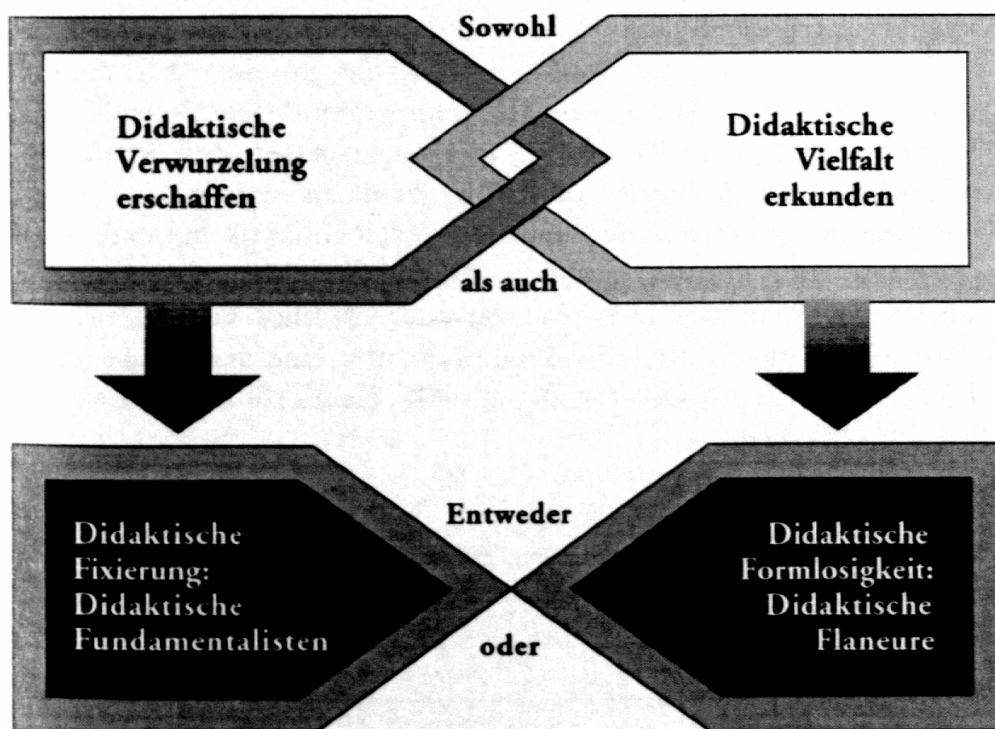 Sowohl
Didaktische
Verwurzelung
erschaffen
Didaktische
Vielfalt
erkunden
als auch
Entweder
Didaktische
Fixierung:
Didaktische
Fundamentalisten
Didaktische
Formlosigkeit:
Didaktische
Flaneure
oder